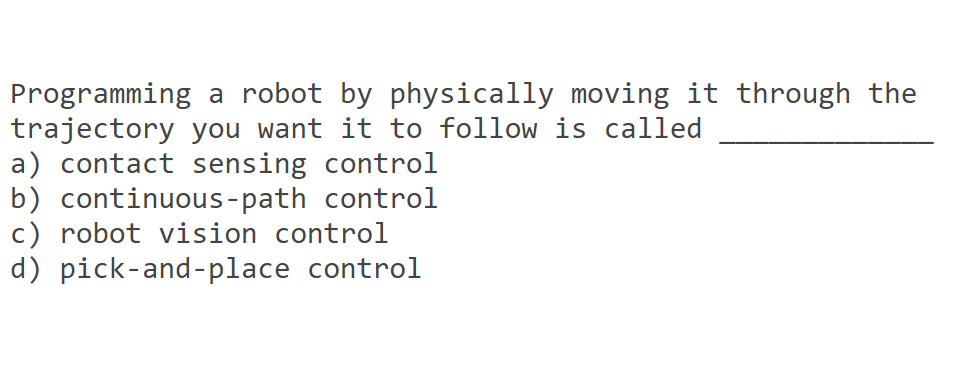 Programming a robot by physically moving it through the
trajectory you want it to follow is called _____________
a) contact sensing control
b) continuous-path control
c) robot vision control
d) pick-and-place control